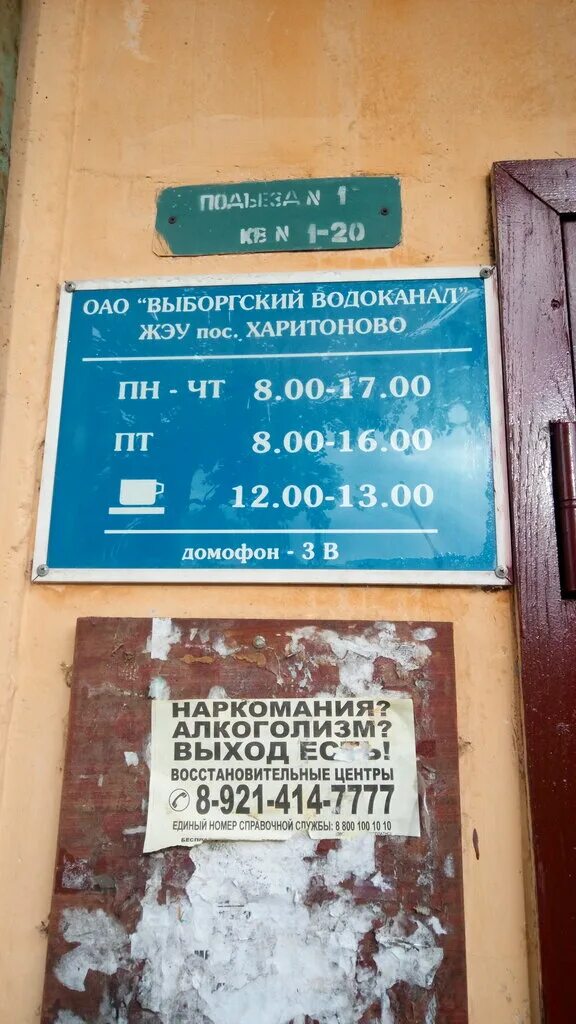 ПОДЪЕЗД N 1
КВ N 1-20
ОАО "ВЫБОРГСКИЙ ВОДОКАНАЛ"
ЖЭУ пос. ХАРИТОНОВО
ПН - ЧТ 8.00-17.00
ПТ 8.00-16.00
12.00-13.00
домофон - 3 В
НАРКОМАНИЯ?
АЛКОГОЛИЗМ?
ВЫХОД ЕСТЬ!
ВОССТАНОВИТЕЛЬНЫЕ ЦЕНТРЫ
8-921-414-7777
ЕДИНЫЙ НОМЕР СПРАВОЧНОЙ СЛУЖБЫ: 8 800 100 10 10